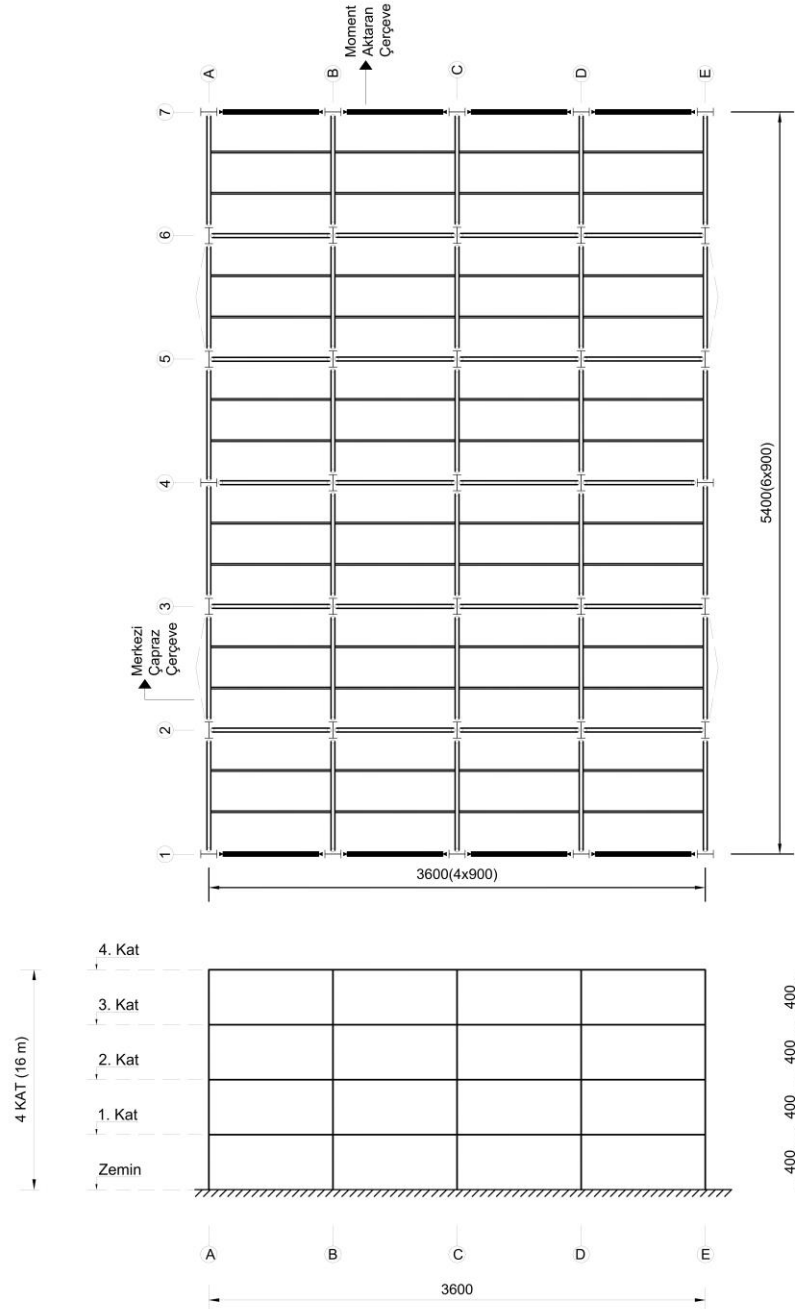 Moment
Aktaran
Çerçeve
A
B
C
D
E
7
6
5
4
3
2
1
Merkezi
Çapraz
Çerçeve
5400(6x900)
3600(4x900)
4. Kat
3. Kat
2. Kat
1. Kat
Zemin
4 KAT (16 m)
400
400
400
400
A
B
C
D
E
3600